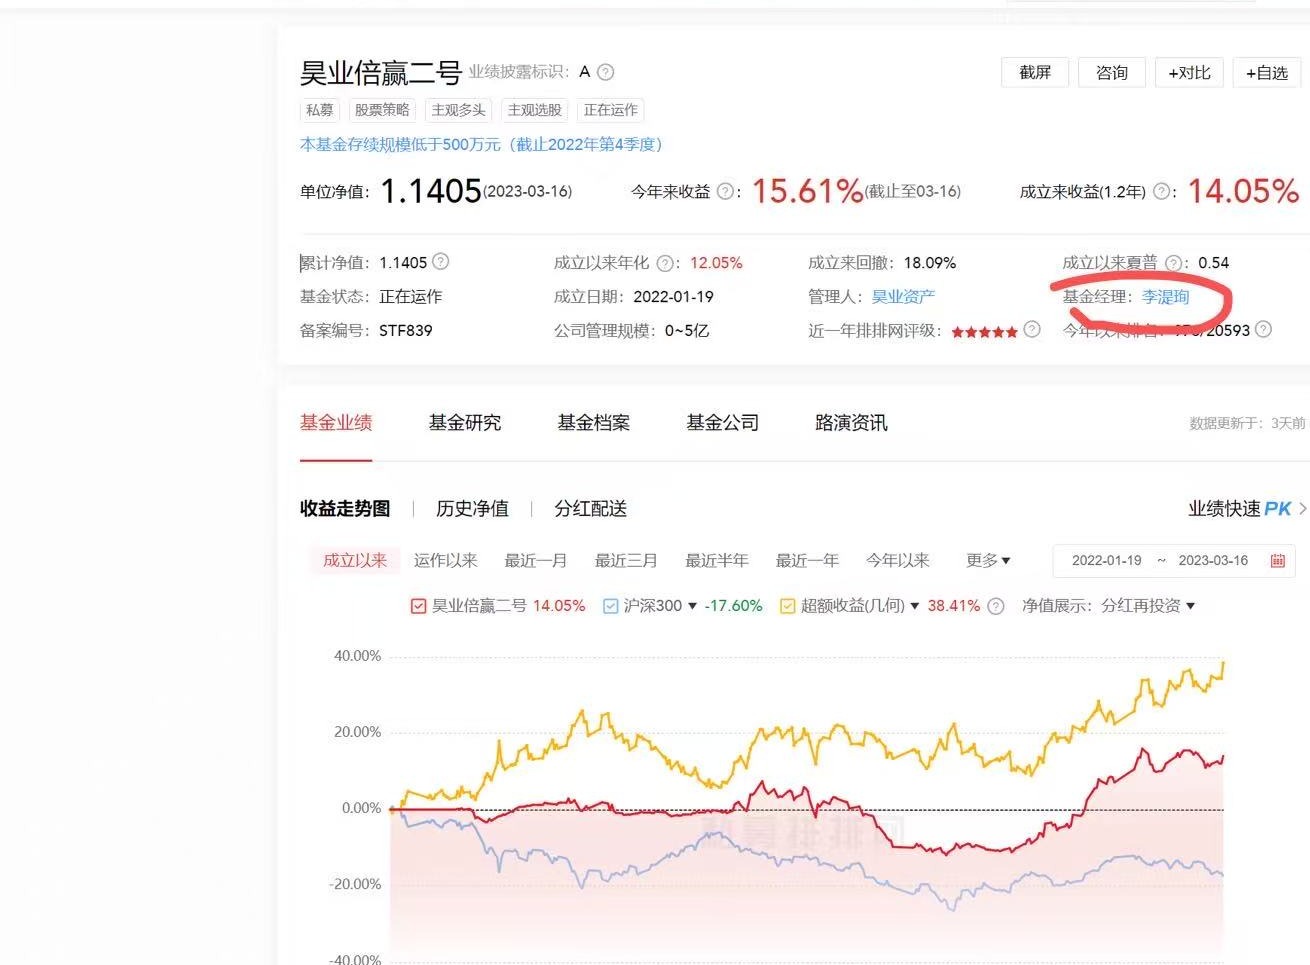 昊业倍赢二号 业绩披露标识: A ?
截屏 咨询 +对比 +自选
私募 股票策略 主观多头 主观选股 正在运作
本基金存续规模低于500万元（截止2022年第4季度）
单位净值: 1.1405(2023-03-16) 今年来收益 ?: 15.61%(截止至03-16) 成立来收益(1.2年) ?: 14.05%
累计净值: 1.1405 ? 成立以来年化 ?: 12.05% 成立来回撤: 18.09% 成立以来夏普 ?: 0.54
基金状态: 正在运作 成立日期: 2022-01-19 管理人: 昊业资产 基金经理: 李湜珣
备案编号: STF839 公司管理规模: 0~5亿 近一年排排网评级: ★★★★★ ? 今年以来排名: /20593 ?
基金业绩 基金研究 基金档案 基金公司 路演资讯 数据更新于: 3天前
收益走势图 | 历史净值 | 分红配送 业绩快速PK >
成立以来 运作以来 最近一月 最近三月 最近半年 最近一年 今年以来 更多▼ 2022-01-19 ~ 2023-03-16
昊业倍赢二号 14.05% 沪深300 ▼ -17.60% 超额收益(几何) ▼ 38.41% ? 净值展示: 分红再投资 ▼
40.00%
20.00%
0.00%
私募排排网
-20.00%
-40.00%